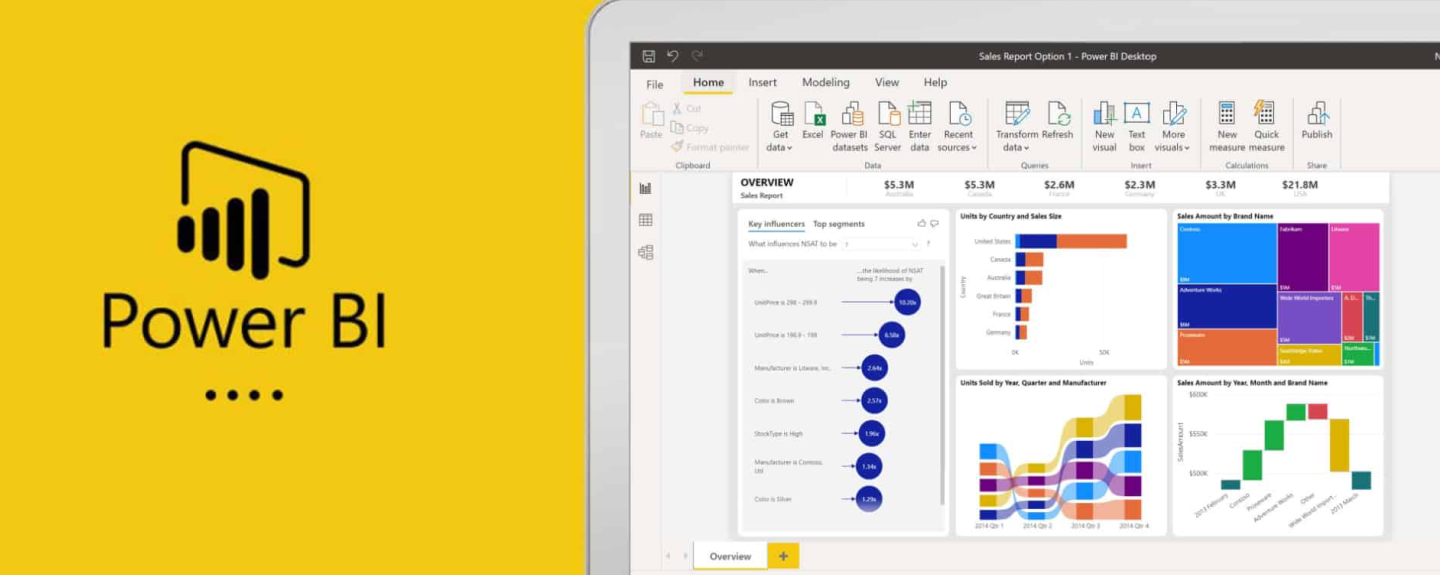 Power BI
Sales Report Option 1 - Power BI Desktop
N
File Home Insert Modeling View Help
Paste
Cut
Copy
Format painter
Clipboard
Get data
Excel
Power BI datasets
SQL Server
Enter data
Recent sources
Data
Transform data
Refresh
Queries
New visual
Text box
More visuals
Insert
New measure
Quick measure
Calculations
Publish
Share
OVERVIEW
Sales Report
$5.3M
Australia
$5.3M
Canada
$2.6M
France
$2.3M
Germany
$3.3M
UK
$21.8M
USA
Key influencers Top segments
What influences NSAT to be 7 ?
When...
...the likelihood of NSAT
being 7 increases by
UnitPrice is 298 - 299.8
10.20x
6.58x
Manufacturer is Litware, Inc.
2.64x
Color is Brown
2.57x
StockType is High
1.96x
Manufacturer is Contoso,
Ltd
1.34x
Color is Silver
1.29x
Units by Country and Sales Size
Country
United States
Canada
Australia
Great Britain
France
Germany
0K 50K
Units
Sales Amount by Brand Name
Contoso
Fabrikam
Litware
Adventure Works
Wide World Importers
A. D...
Proseware
Southridge Video
Northwin...
Units Sold by Year, Quarter and Manufacturer
2014 Qtr 1 2014 Qtr 2 2014 Qtr 3 2014 Qtr 4
Sales Amount by Year, Month and Brand Name
SalesAmount
$600K
$550K
$500K
2013 February
Contoso
Proseware
Adventure Works
Other
Wide World Import...
2013 March
Overview +